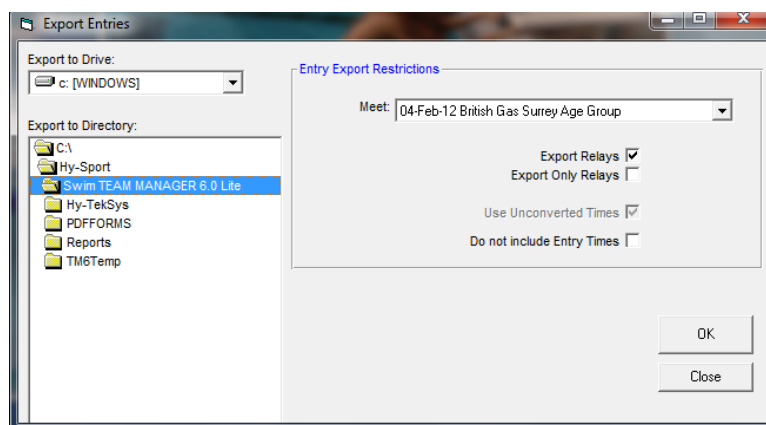 Export Entries
Export to Drive:
c: [WINDOWS]
Export to Directory:
C:\
Hy-Sport
Swim TEAM MANAGER 6.0 Lite
Hy-TekSys
PDFFORMS
Reports
TM6Temp
Entry Export Restrictions
Meet: 04-Feb-12 British Gas Surrey Age Group
Export Relays
Export Only Relays
Use Unconverted Times
Do not include Entry Times
OK
Close